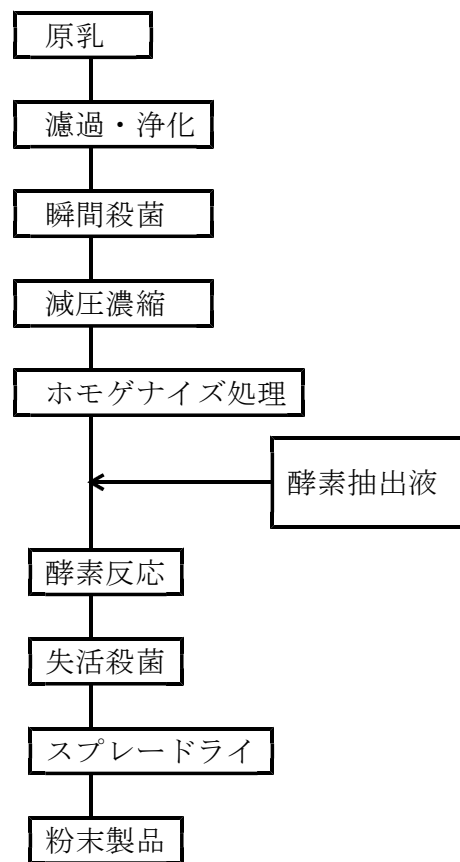 原乳
濾過・浄化
瞬間殺菌
減圧濃縮
ホモゲナイズ処理
酵素抽出液
酵素反応
失活殺菌
スプレードライ
粉末製品